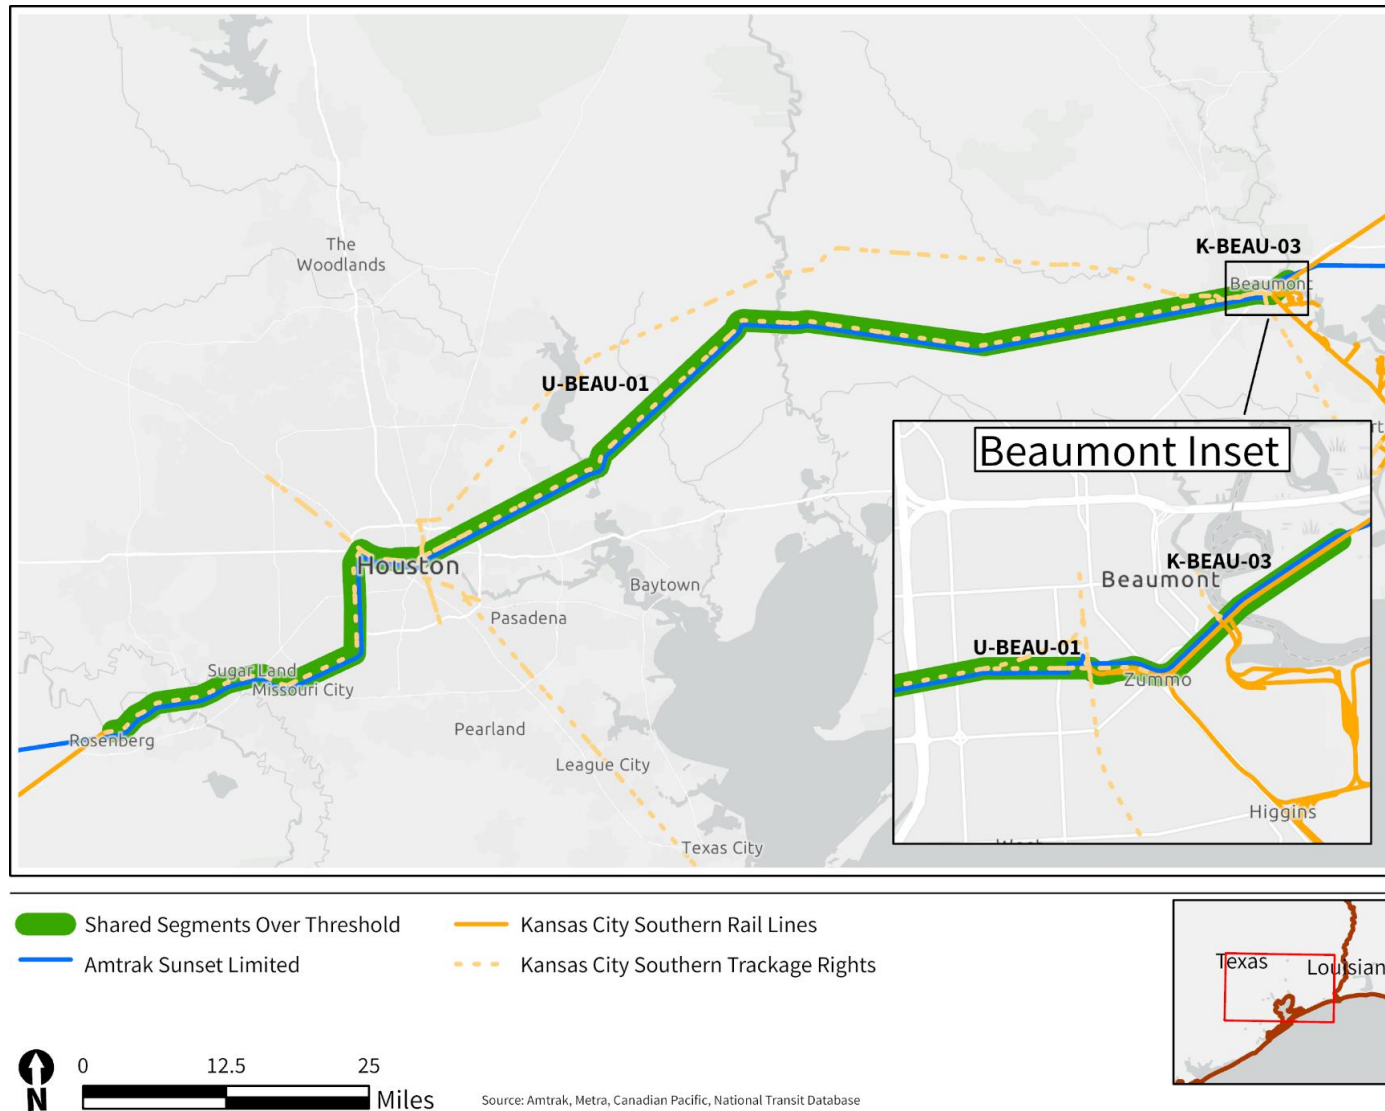 The
Woodlands
K-BEAU-03
Beaumont
U-BEAU-01
Beaumont Inset
Houston
Baytown
Pasadena
K-BEAU-03
Beaumont
U-BEAU-01
Zummo
Sugar Land
Missouri City
Rosenberg
Pearland
League City
Higgins
Texas City
Shared Segments Over Threshold
Kansas City Southern Rail Lines
Amtrak Sunset Limited
Kansas City Southern Trackage Rights
Texas
Louisian
0 12.5 25
Miles
N
Source: Amtrak, Metra, Canadian Pacific, National Transit Database